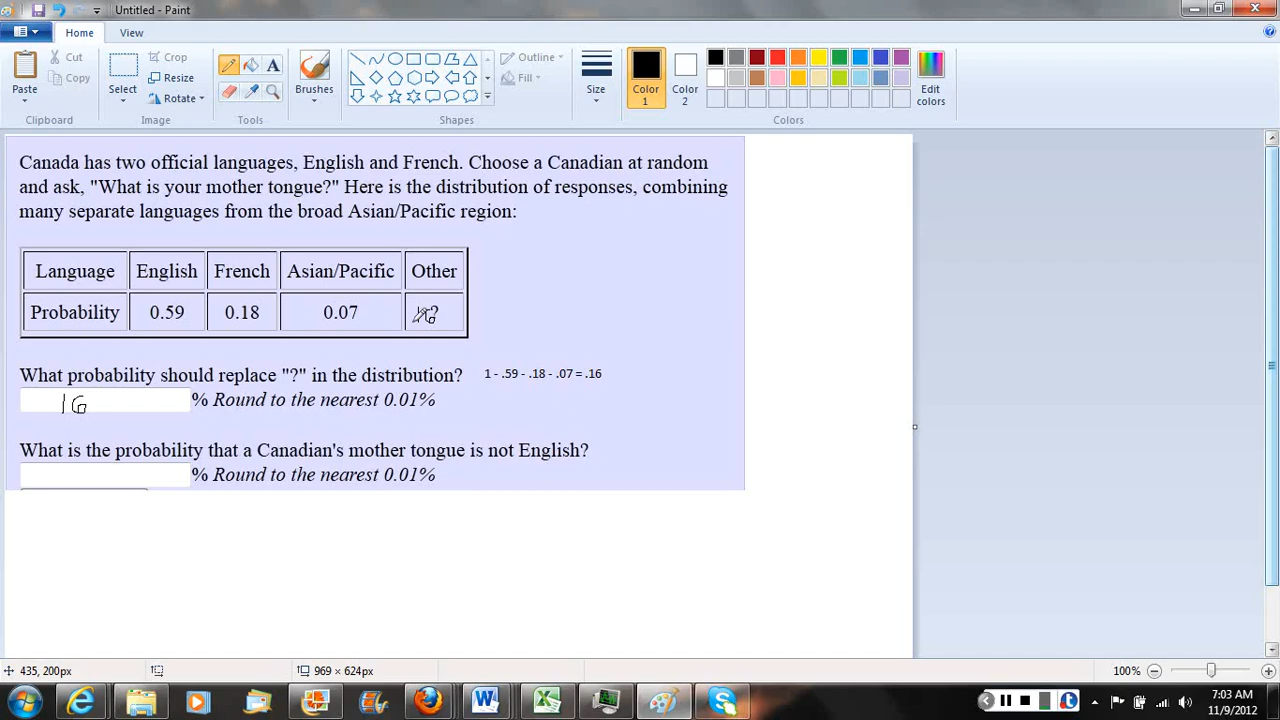 Untitled - Paint
Home View
Paste
Cut
Copy
Clipboard
Select
Crop
Resize
Rotate
Image
Tools
Brushes
Shapes
Outline
Fill
Size
Color 1
Color 2
Edit colors
Colors
Canada has two official languages, English and French. Choose a Canadian at random
and ask, "What is your mother tongue?" Here is the distribution of responses, combining
many separate languages from the broad Asian/Pacific region:
Language English French Asian/Pacific Other
Probability 0.59 0.18 0.07 ?
What probability should replace "?" in the distribution? 1 - .59 - .18 - .07 = .16
16 % Round to the nearest 0.01%
What is the probability that a Canadian's mother tongue is not English?
% Round to the nearest 0.01%
435, 200px 969 × 624px 100%
7:03 AM
11/9/2012